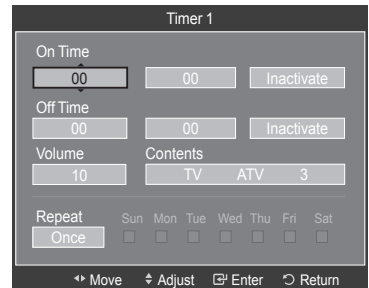 Timer 1
On Time
00 00 Inactivate
Off Time
00 00 Inactivate
Volume Contents
10 TV ATV 3
Repeat Sun Mon Tue Wed Thu Fri Sat
Once
Move Adjust Enter Return